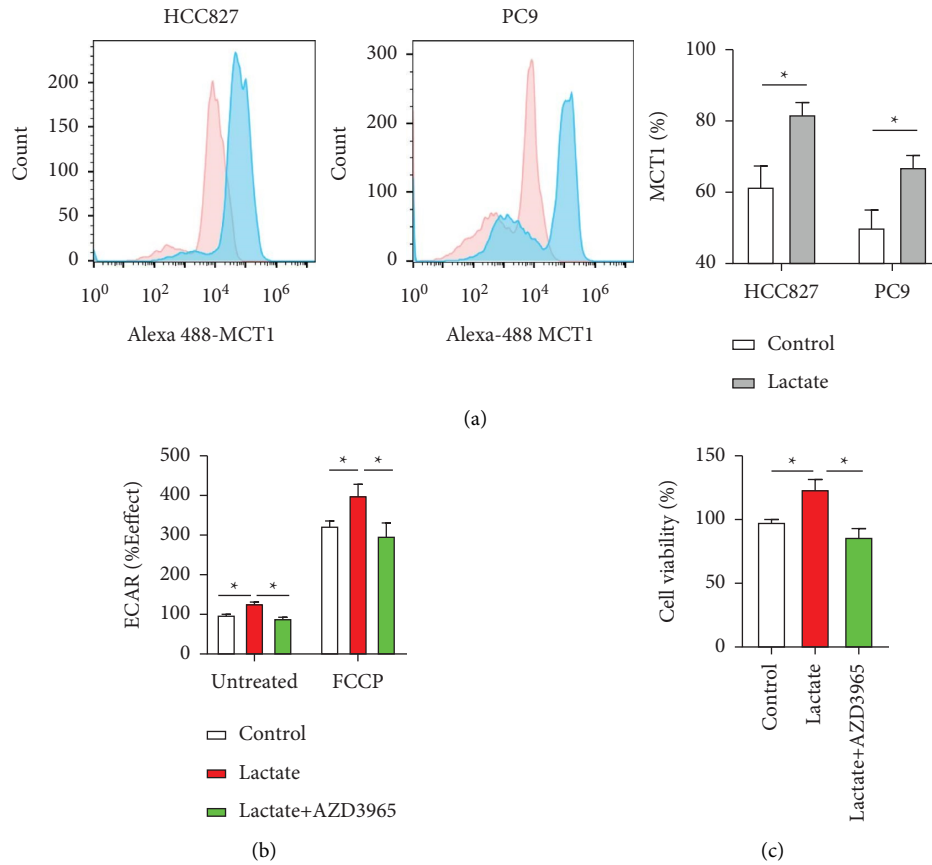 HCC827
PC9
Count
200
150
100
50
0
10^0 10^2 10^4 10^6
Alexa 488-MCT1
Count
300
200
100
0
10^0 10^2 10^4 10^6
Alexa-488 MCT1
MCT1 (%)
100
80
60
40
*
*
HCC827 PC9
Control
Lactate
(a)
ECAR (%Eeffect)
500
400
300
200
100
0
* *
* *
Untreated FCCP
Control
Lactate
Lactate+AZD3965
(b)
Cell viability (%)
150
100
50
0
* *
Control
Lactate
Lactate+AZD3965
(c)